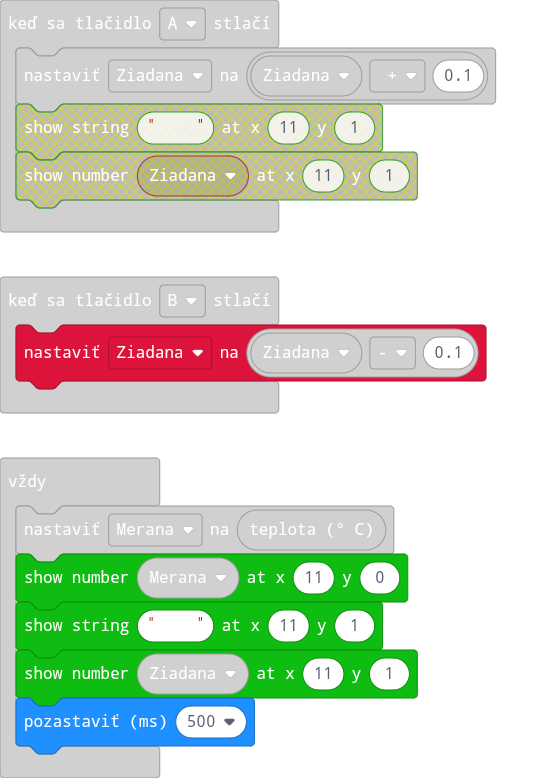 keď sa tlačidlo A stlačí
nastaviť Ziadana na Ziadana + 0.1
show string " " at x 11 y 1
show number Ziadana at x 11 y 1
keď sa tlačidlo B stlačí
nastaviť Ziadana na Ziadana - 0.1
vždy
nastaviť Merana na teplota (° C)
show number Merana at x 11 y 0
show string " " at x 11 y 1
show number Ziadana at x 11 y 1
pozastaviť (ms) 500